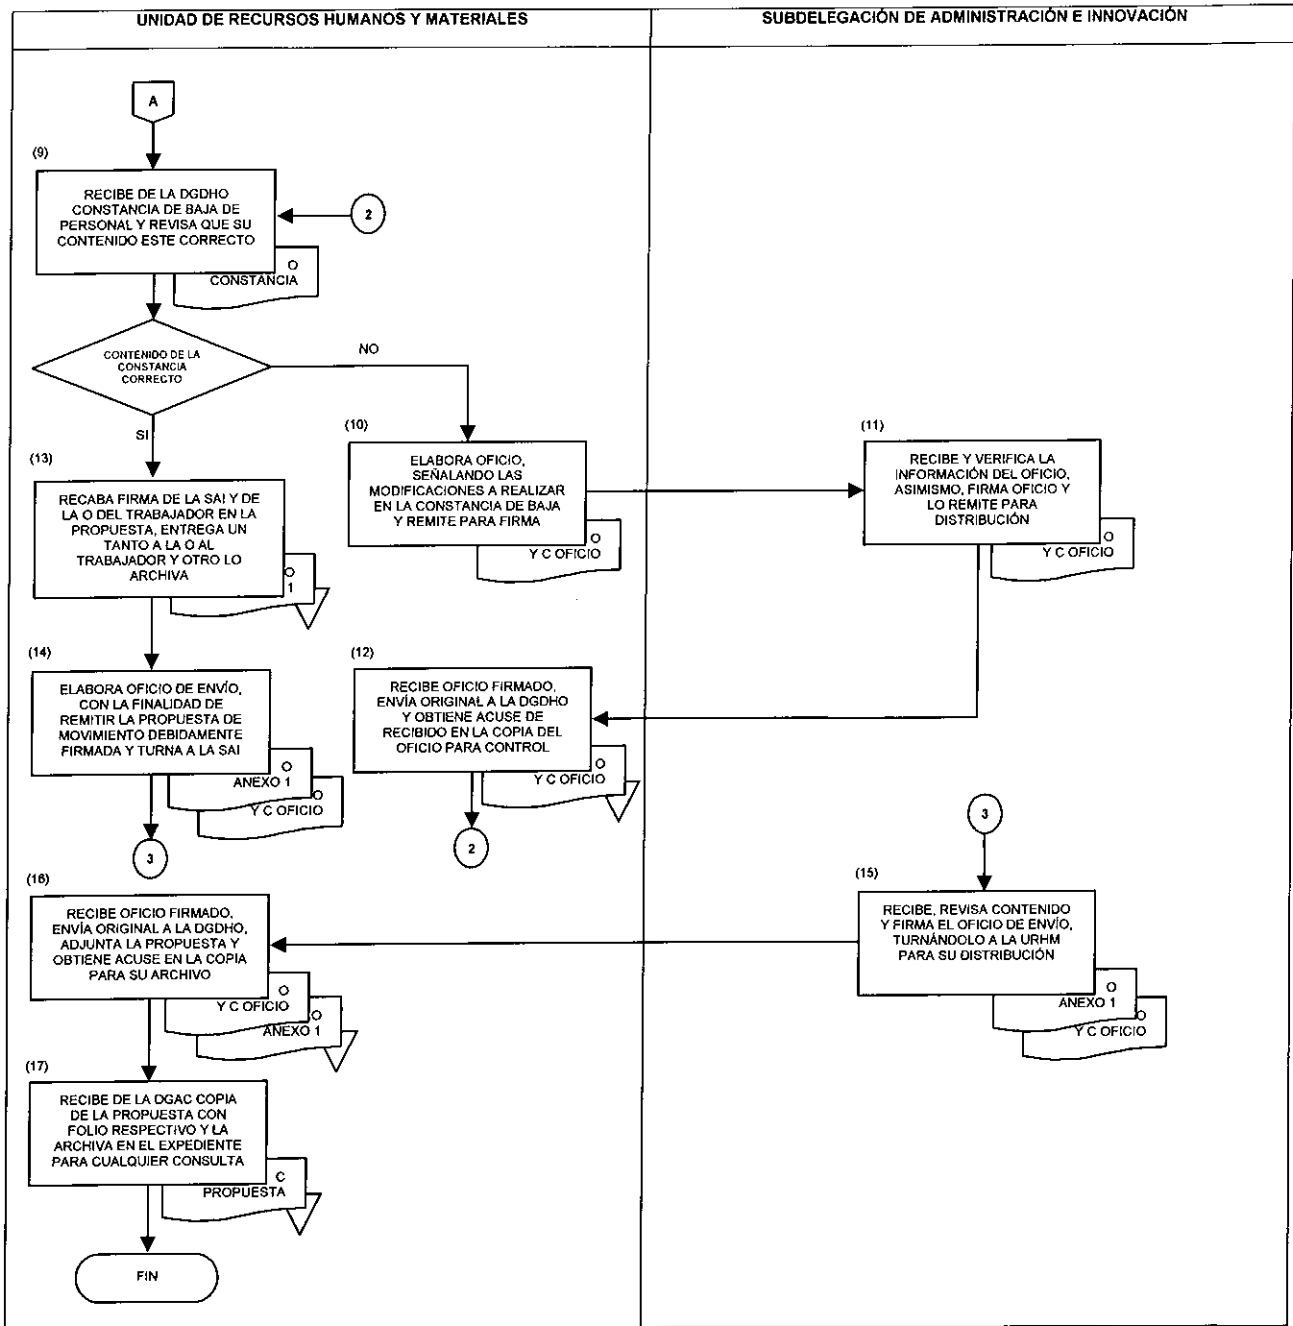 UNIDAD DE RECURSOS HUMANOS Y MATERIALES
SUBDELEGACIÓN DE ADMINISTRACIÓN E INNOVACIÓN
A
(9)
RECIBE DE LA DGDHO
CONSTANCIA DE BAJA DE
PERSONAL Y REVISA QUE SU
CONTENIDO ESTE CORRECTO
2
O
CONSTANCIA
CONTENIDO DE LA
CONSTANCIA
CORRECTO
NO
SI
(10)
ELABORA OFICIO,
SEÑALANDO LAS
MODIFICACIONES A REALIZAR
EN LA CONSTANCIA DE BAJA
Y REMITE PARA FIRMA
O
Y C OFICIO
(11)
RECIBE Y VERIFICA LA
INFORMACIÓN DEL OFICIO,
ASIMISMO, FIRMA OFICIO Y
LO REMITE PARA
DISTRIBUCIÓN
O
Y C OFICIO
(13)
RECABA FIRMA DE LA SAI Y DE
LA O DEL TRABAJADOR EN LA
PROPUESTA, ENTREGA UN
TANTO A LA O AL
TRABAJADOR Y OTRO LO
ARCHIVA
O
1
(14)
ELABORA OFICIO DE ENVÍO,
CON LA FINALIDAD DE
REMITIR LA PROPUESTA DE
MOVIMIENTO DEBIDAMENTE
FIRMADA Y TURNA A LA SAI
O
ANEXO 1
O
Y C OFICIO
3
(12)
RECIBE OFICIO FIRMADO,
ENVÍA ORIGINAL A LA DGDHO
Y OBTIENE ACUSE DE
RECIBIDO EN LA COPIA DEL
OFICIO PARA CONTROL
O
Y C OFICIO
2
3
(15)
RECIBE, REVISA CONTENIDO
Y FIRMA EL OFICIO DE ENVÍO,
TURNÁNDOLO A LA URHM
PARA SU DISTRIBUCIÓN
O
ANEXO 1
O
Y C OFICIO
(16)
RECIBE OFICIO FIRMADO,
ENVÍA ORIGINAL A LA DGDHO,
ADJUNTA LA PROPUESTA Y
OBTIENE ACUSE EN LA COPIA
PARA SU ARCHIVO
O
Y C OFICIO
O
ANEXO 1
(17)
RECIBE DE LA DGAC COPIA
DE LA PROPUESTA CON
FOLIO RESPECTIVO Y LA
ARCHIVA EN EL EXPEDIENTE
PARA CUALQUIER CONSULTA
C
PROPUESTA
FIN